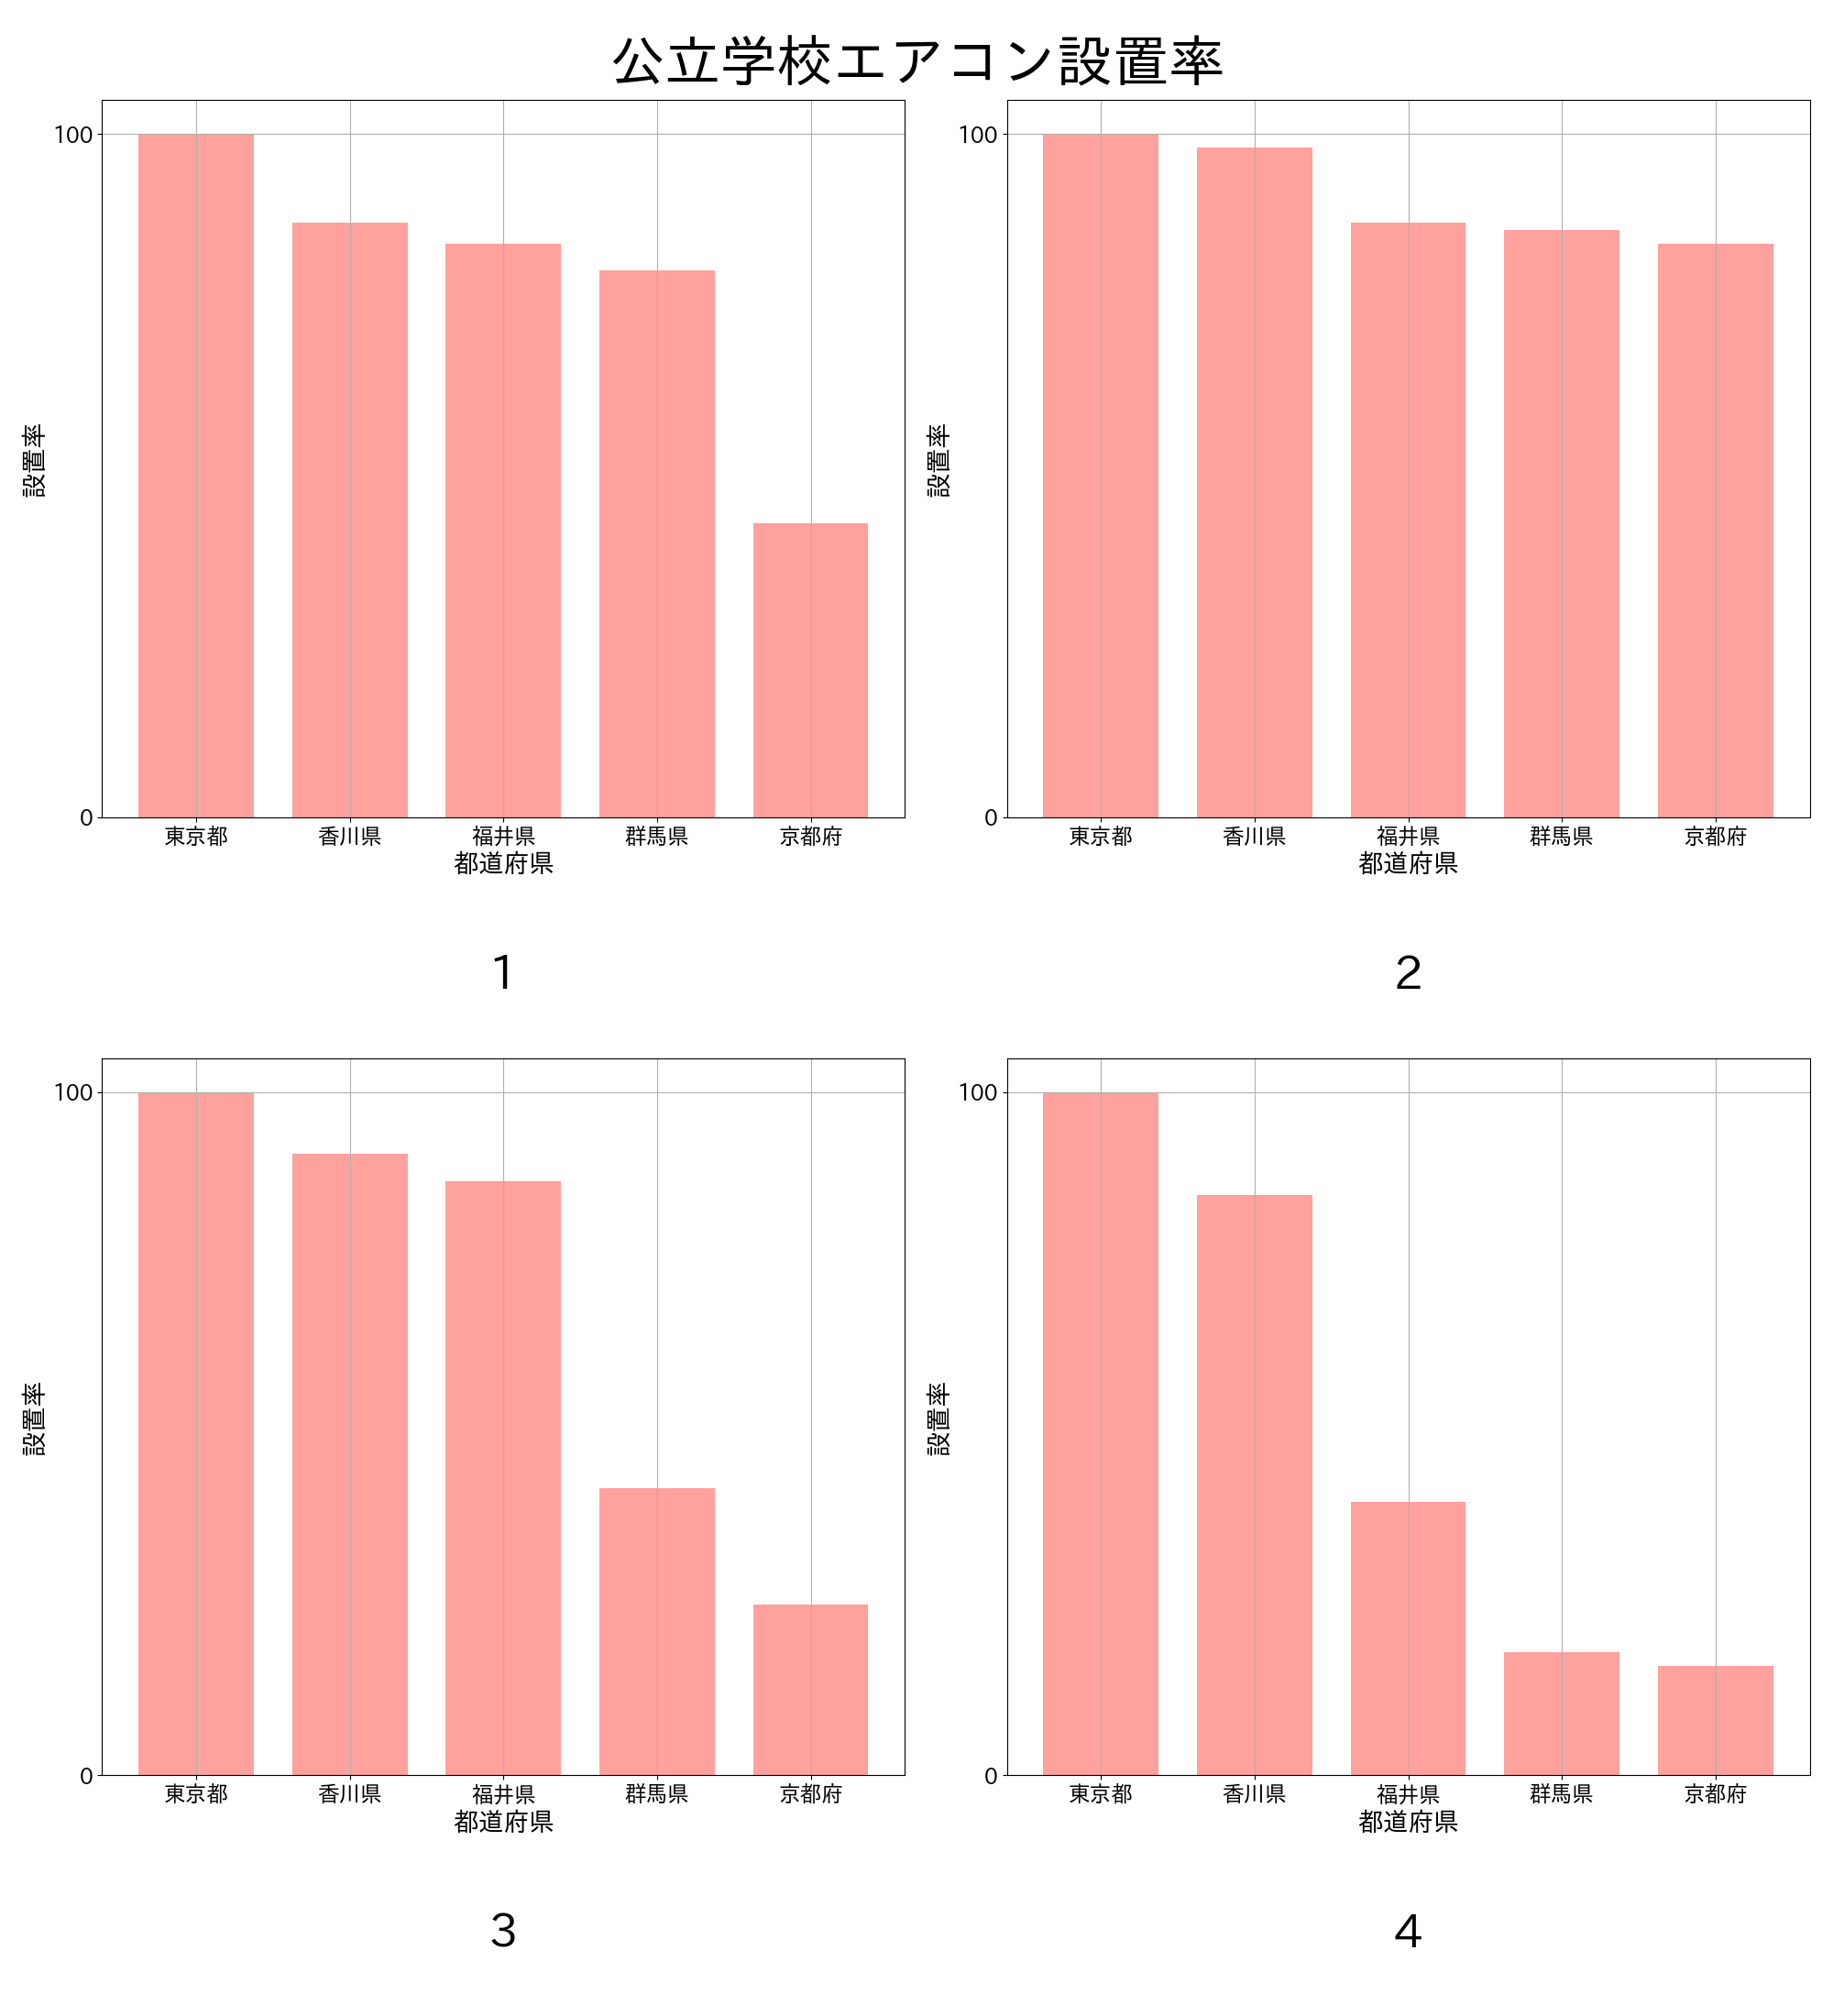 公立学校エアコン設置率
100
0
設置率
東京都 香川県 福井県 群馬県 京都府
都道府県
1
100
0
設置率
東京都 香川県 福井県 群馬県 京都府
都道府県
2
100
0
設置率
東京都 香川県 福井県 群馬県 京都府
都道府県
3
100
0
設置率
東京都 香川県 福井県 群馬県 京都府
都道府県
4